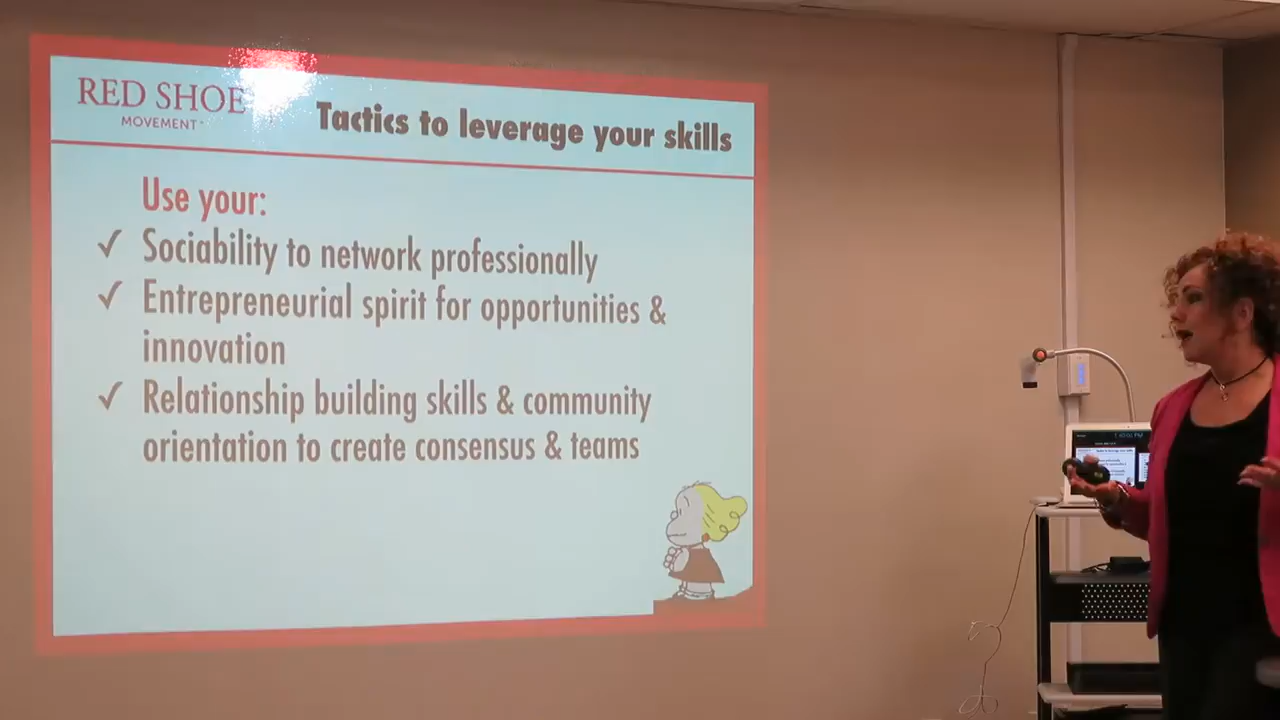 RED SHOE
MOVEMENT
Tactics to leverage your skills
Use your:
✓ Sociability to network professionally
✓ Entrepreneurial spirit for opportunities &
innovation
✓ Relationship building skills & community
orientation to create consensus & teams